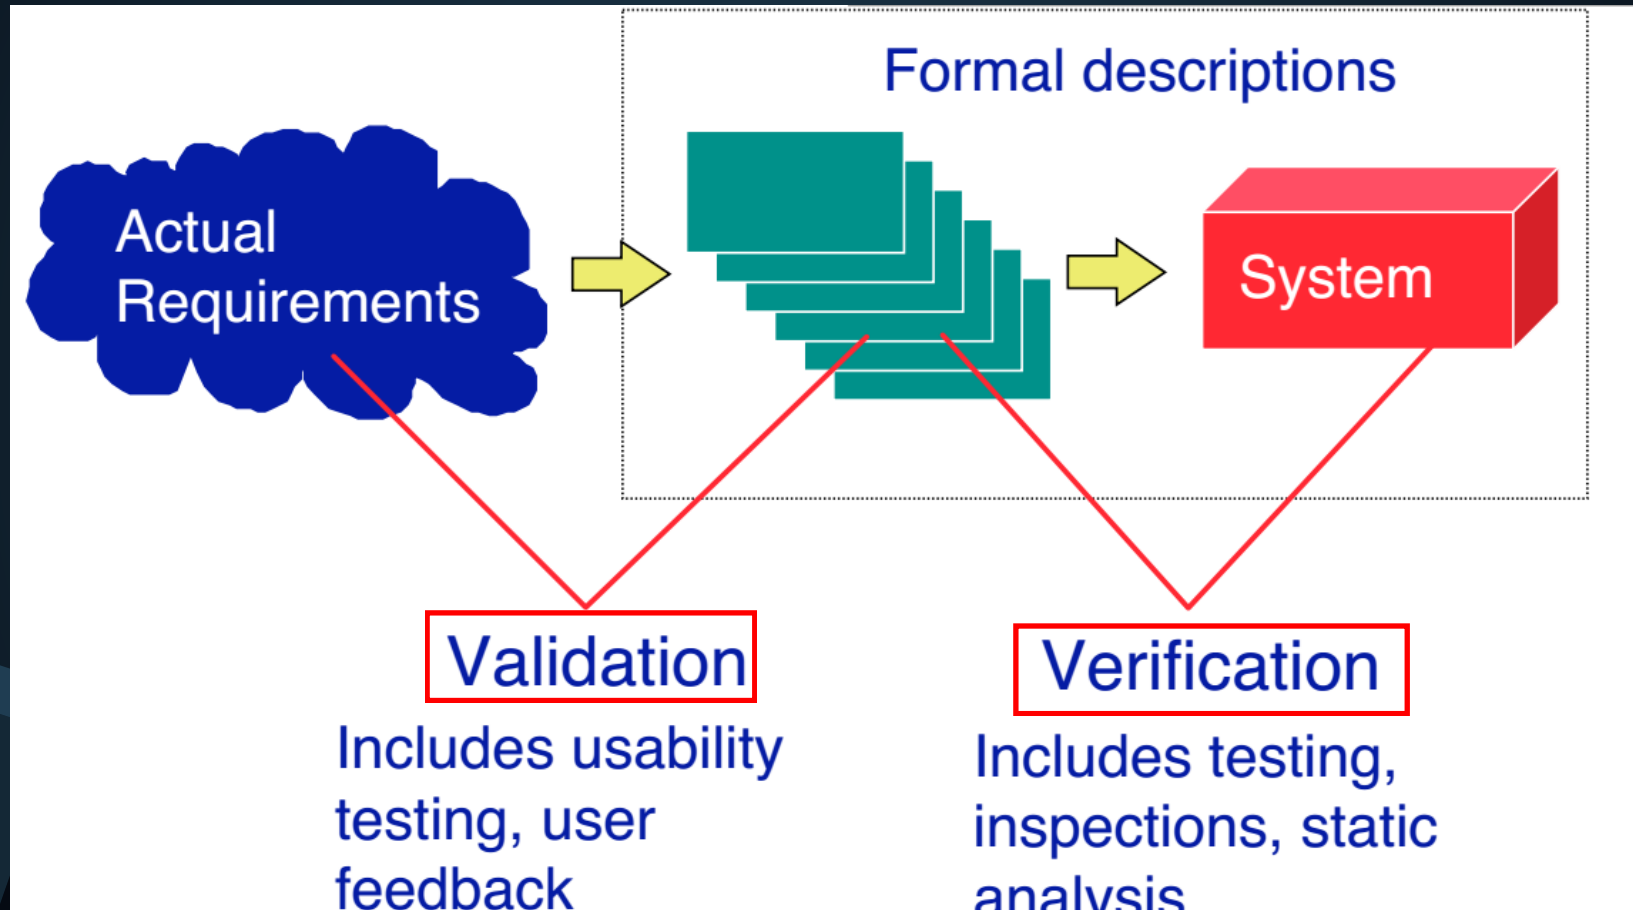 Formal descriptions
Actual
Requirements
System
Validation
Includes usability
testing, user
feedback
Verification
Includes testing,
inspections, static
analysis